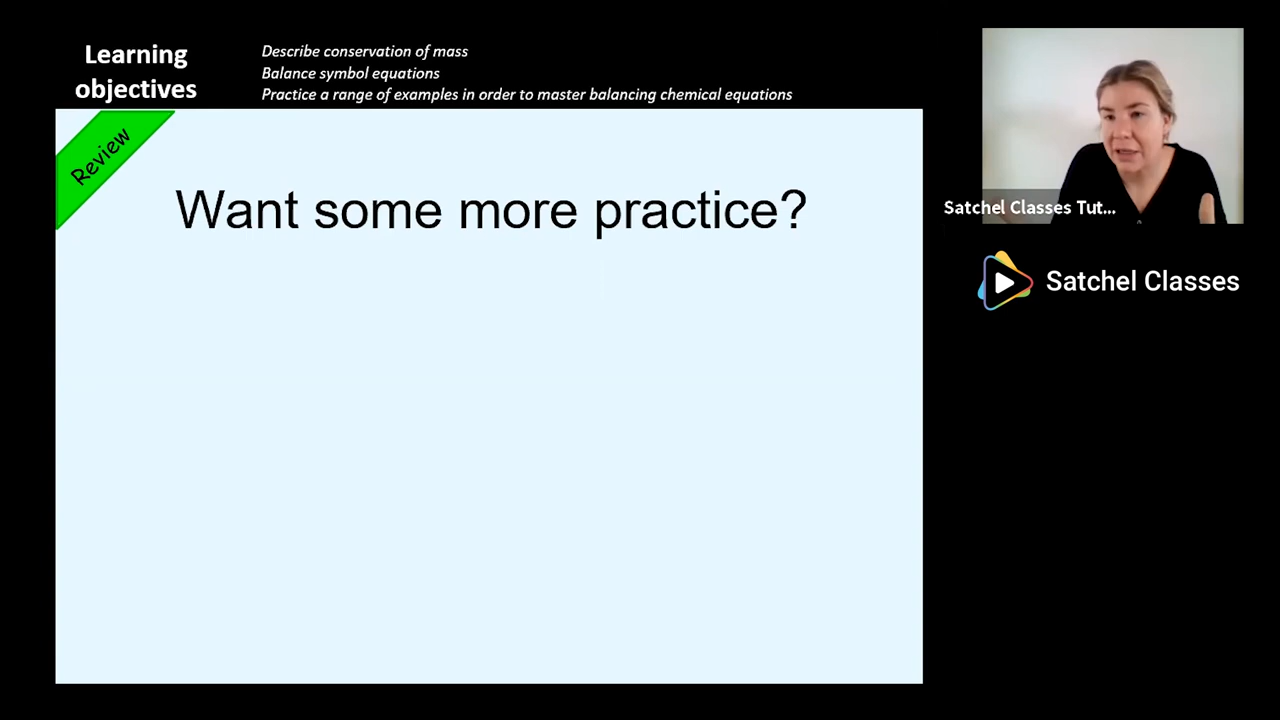 Learning
objectives
Describe conservation of mass
Balance symbol equations
Practice a range of examples in order to master balancing chemical equations
Review
Want some more practice?
Satchel Classes Tut...
Satchel Classes